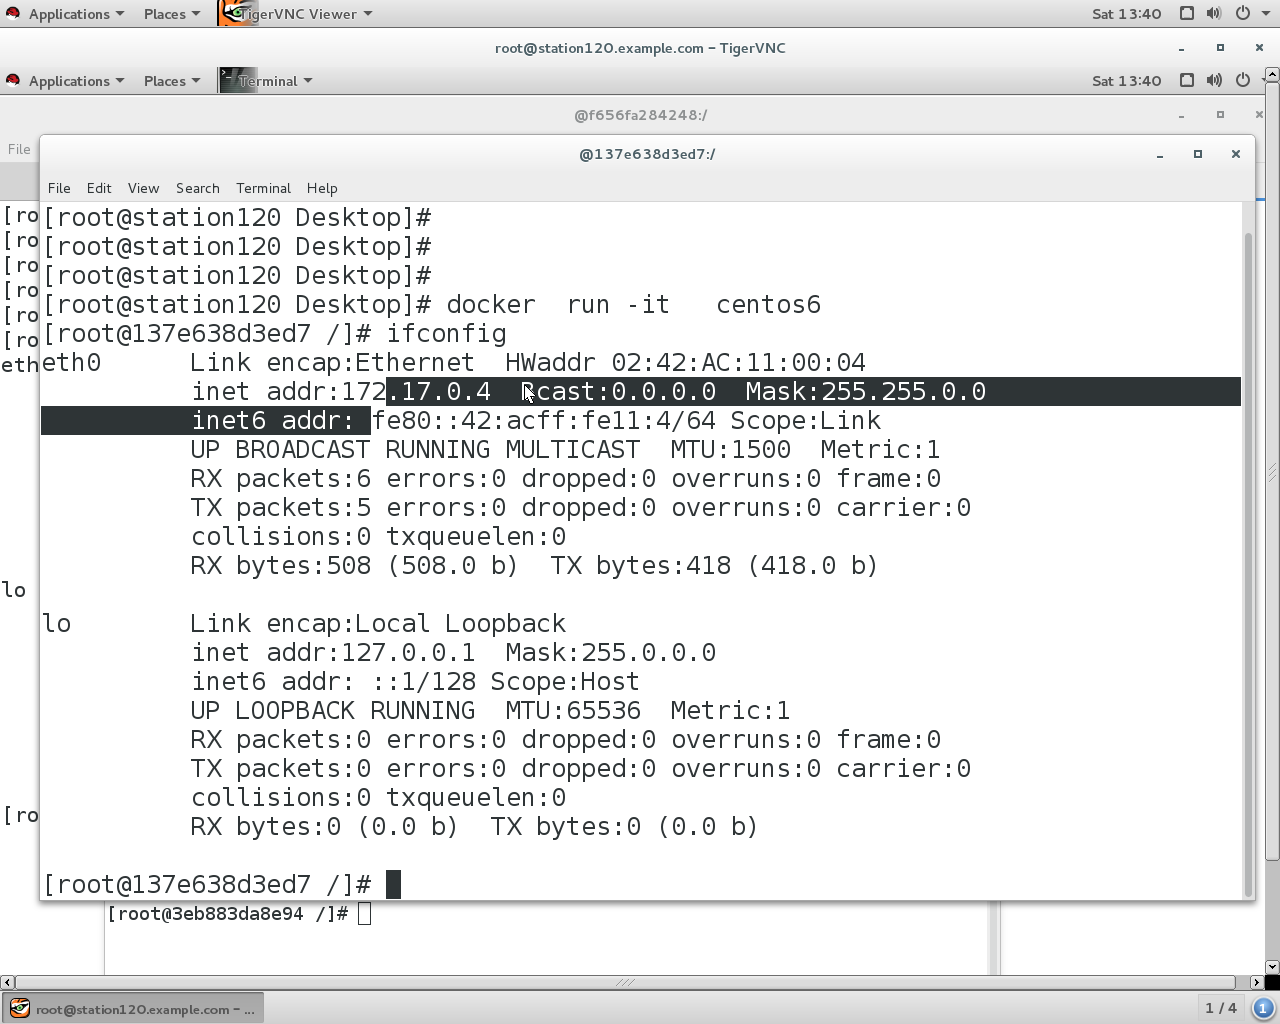 Applications Places TigerVNC Viewer Sat 13:40
root@station120.example.com - TigerVNC
Applications Places Terminal Sat 13:40
@f656fa284248:/
File
@137e638d3ed7:/
File Edit View Search Terminal Help
[ro
[ro
[ro
[ro
[ro
[ro
eth
lo
[ro
[root@station120 Desktop]#
[root@station120 Desktop]#
[root@station120 Desktop]#
[root@station120 Desktop]# docker  run -it   centos6
[root@137e638d3ed7 /]# ifconfig
eth0      Link encap:Ethernet  HWaddr 02:42:AC:11:00:04
          inet addr:172.17.0.4  Bcast:0.0.0.0  Mask:255.255.0.0
          inet6 addr: fe80::42:acff:fe11:4/64 Scope:Link
          UP BROADCAST RUNNING MULTICAST  MTU:1500  Metric:1
          RX packets:6 errors:0 dropped:0 overruns:0 frame:0
          TX packets:5 errors:0 dropped:0 overruns:0 carrier:0
          collisions:0 txqueuelen:0
          RX bytes:508 (508.0 b)  TX bytes:418 (418.0 b)
lo        Link encap:Local Loopback
          inet addr:127.0.0.1  Mask:255.0.0.0
          inet6 addr: ::1/128 Scope:Host
          UP LOOPBACK RUNNING  MTU:65536  Metric:1
          RX packets:0 errors:0 dropped:0 overruns:0 frame:0
          TX packets:0 errors:0 dropped:0 overruns:0 carrier:0
          collisions:0 txqueuelen:0
          RX bytes:0 (0.0 b)  TX bytes:0 (0.0 b)
[root@137e638d3ed7 /]#
[root@3eb883da8e94 /]#
root@station120.example.com - ... 1 / 4 1